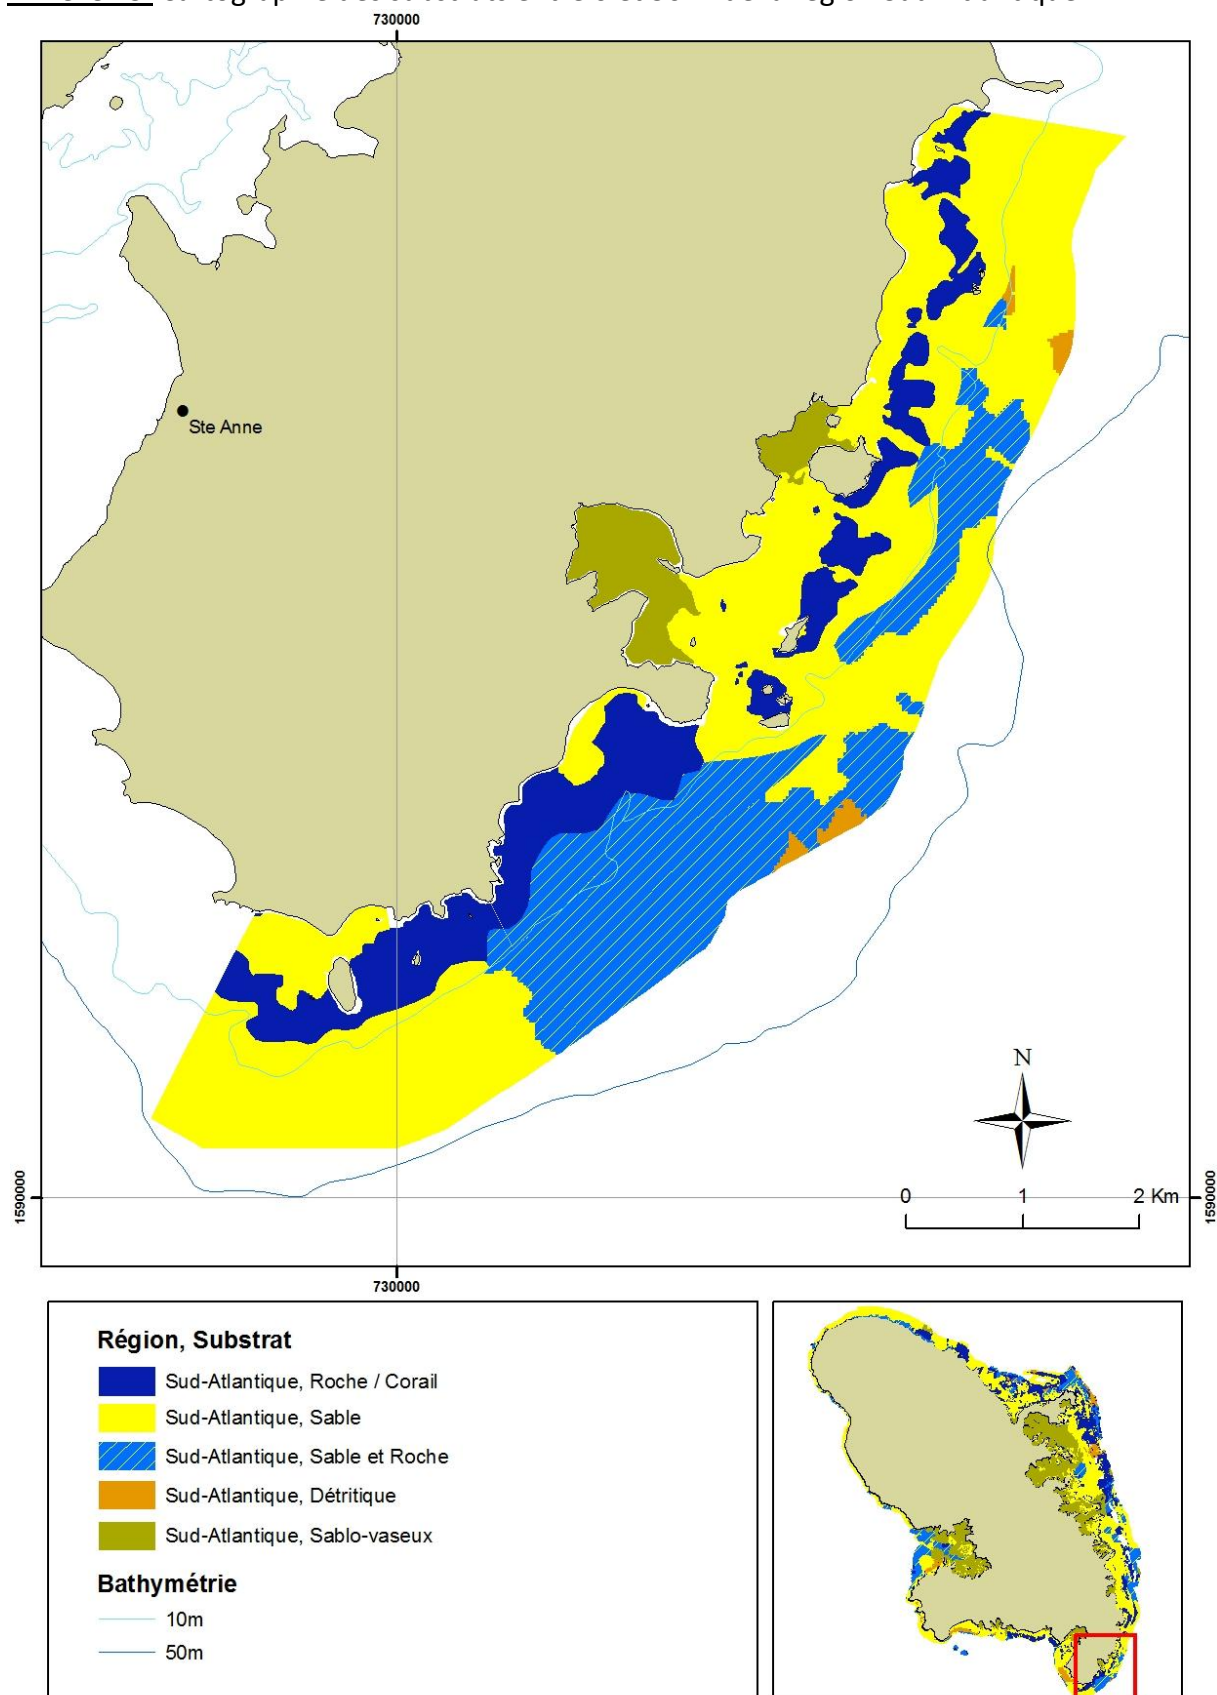 730000
Ste Anne
N
0 1 2 Km
1590000
1590000
730000
Région, Substrat
Sud-Atlantique, Roche / Corail
Sud-Atlantique, Sable
Sud-Atlantique, Sable et Roche
Sud-Atlantique, Détritique
Sud-Atlantique, Sablo-vaseux
Bathymétrie
10m
50m